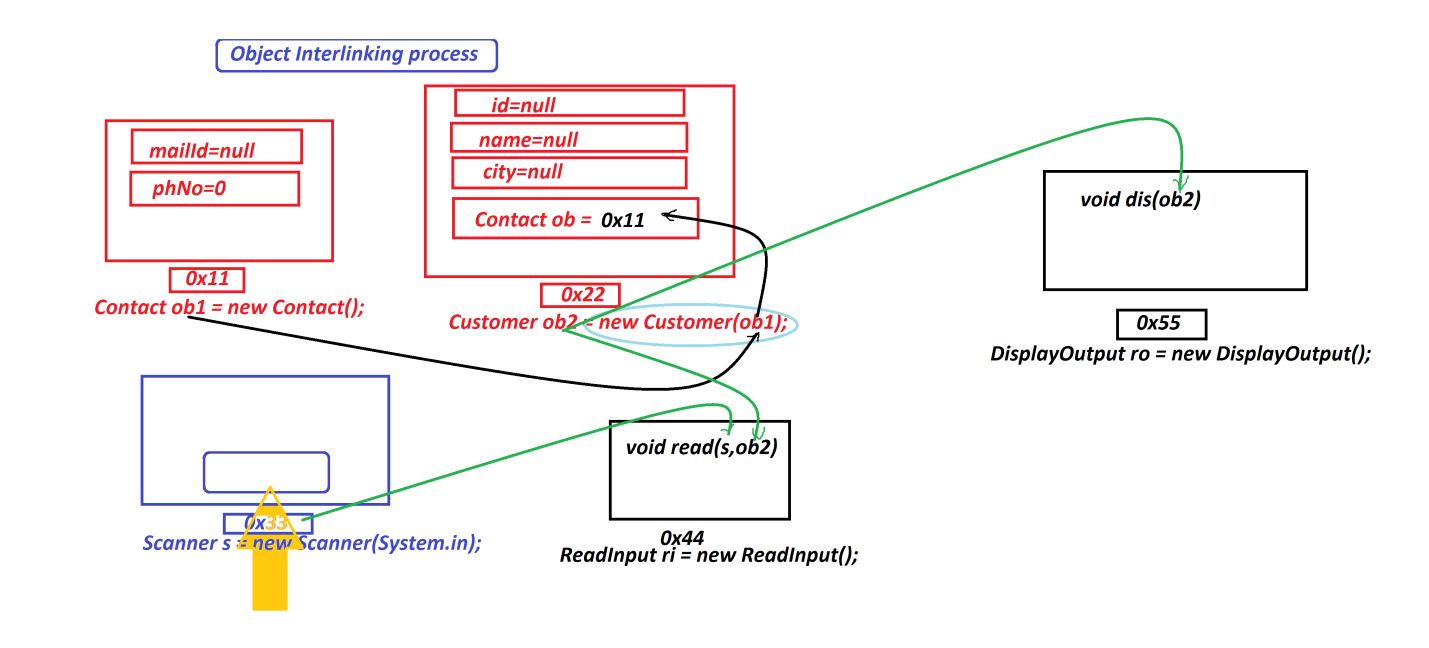 Object Interlinking process
mailId=null
phNo=0
0x11
Contact ob1 = new Contact();
id=null
name=null
city=null
Contact ob = 0x11
0x22
Customer ob2 = new Customer(ob1);
void dis(ob2)
0x55
DisplayOutput ro = new DisplayOutput();
0x33
Scanner s = new Scanner(System.in);
void read(s,ob2)
0x44
ReadInput ri = new ReadInput();